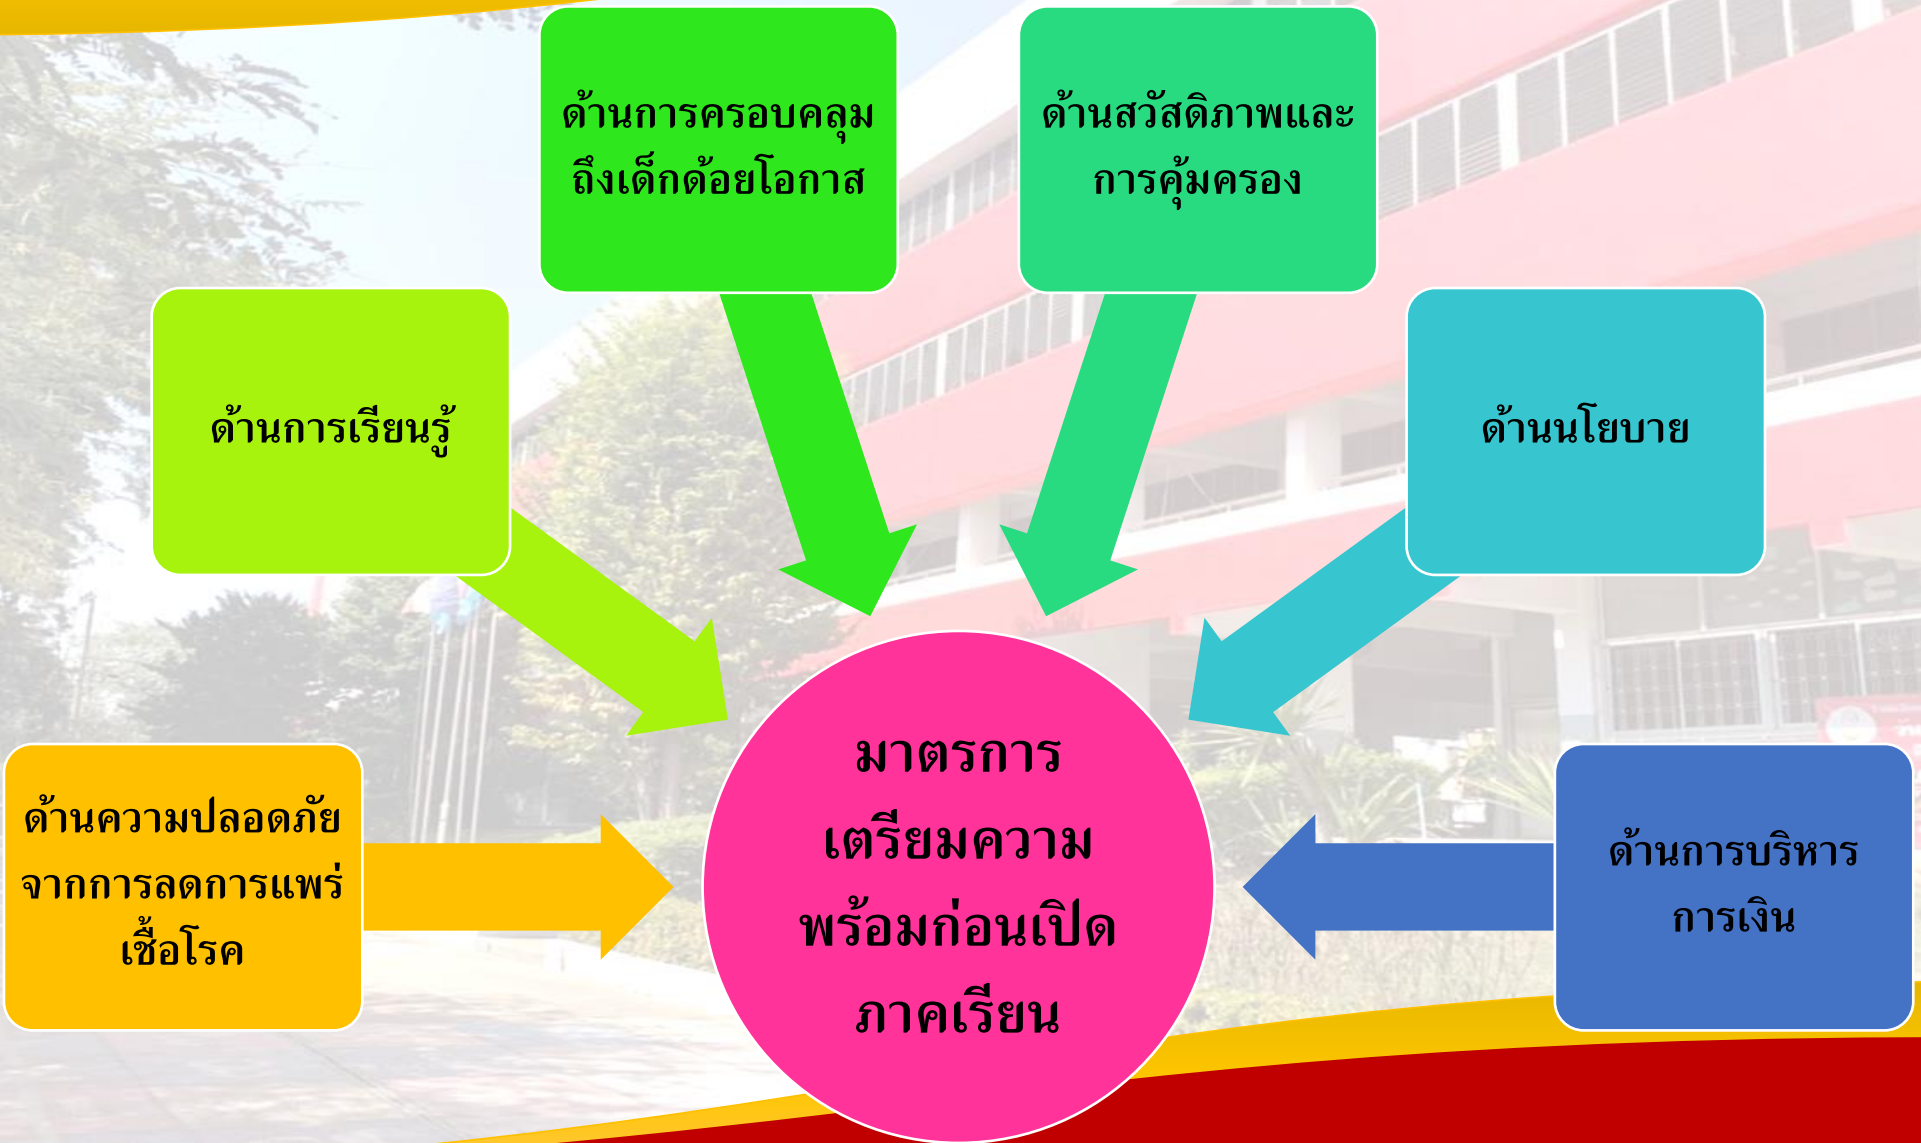 ด้านการครอบคลุม
ถึงเด็กด้อยโอกาส
ด้านสวัสดิภาพและ
การคุ้มครอง
ด้านการเรียนรู้
ด้านนโยบาย
ด้านความปลอดภัย
จากการลดการแพร่
เชื้อโรค
มาตรการ
เตรียมความ
พร้อมก่อนเปิด
ภาคเรียน
ด้านการบริหาร
การเงิน